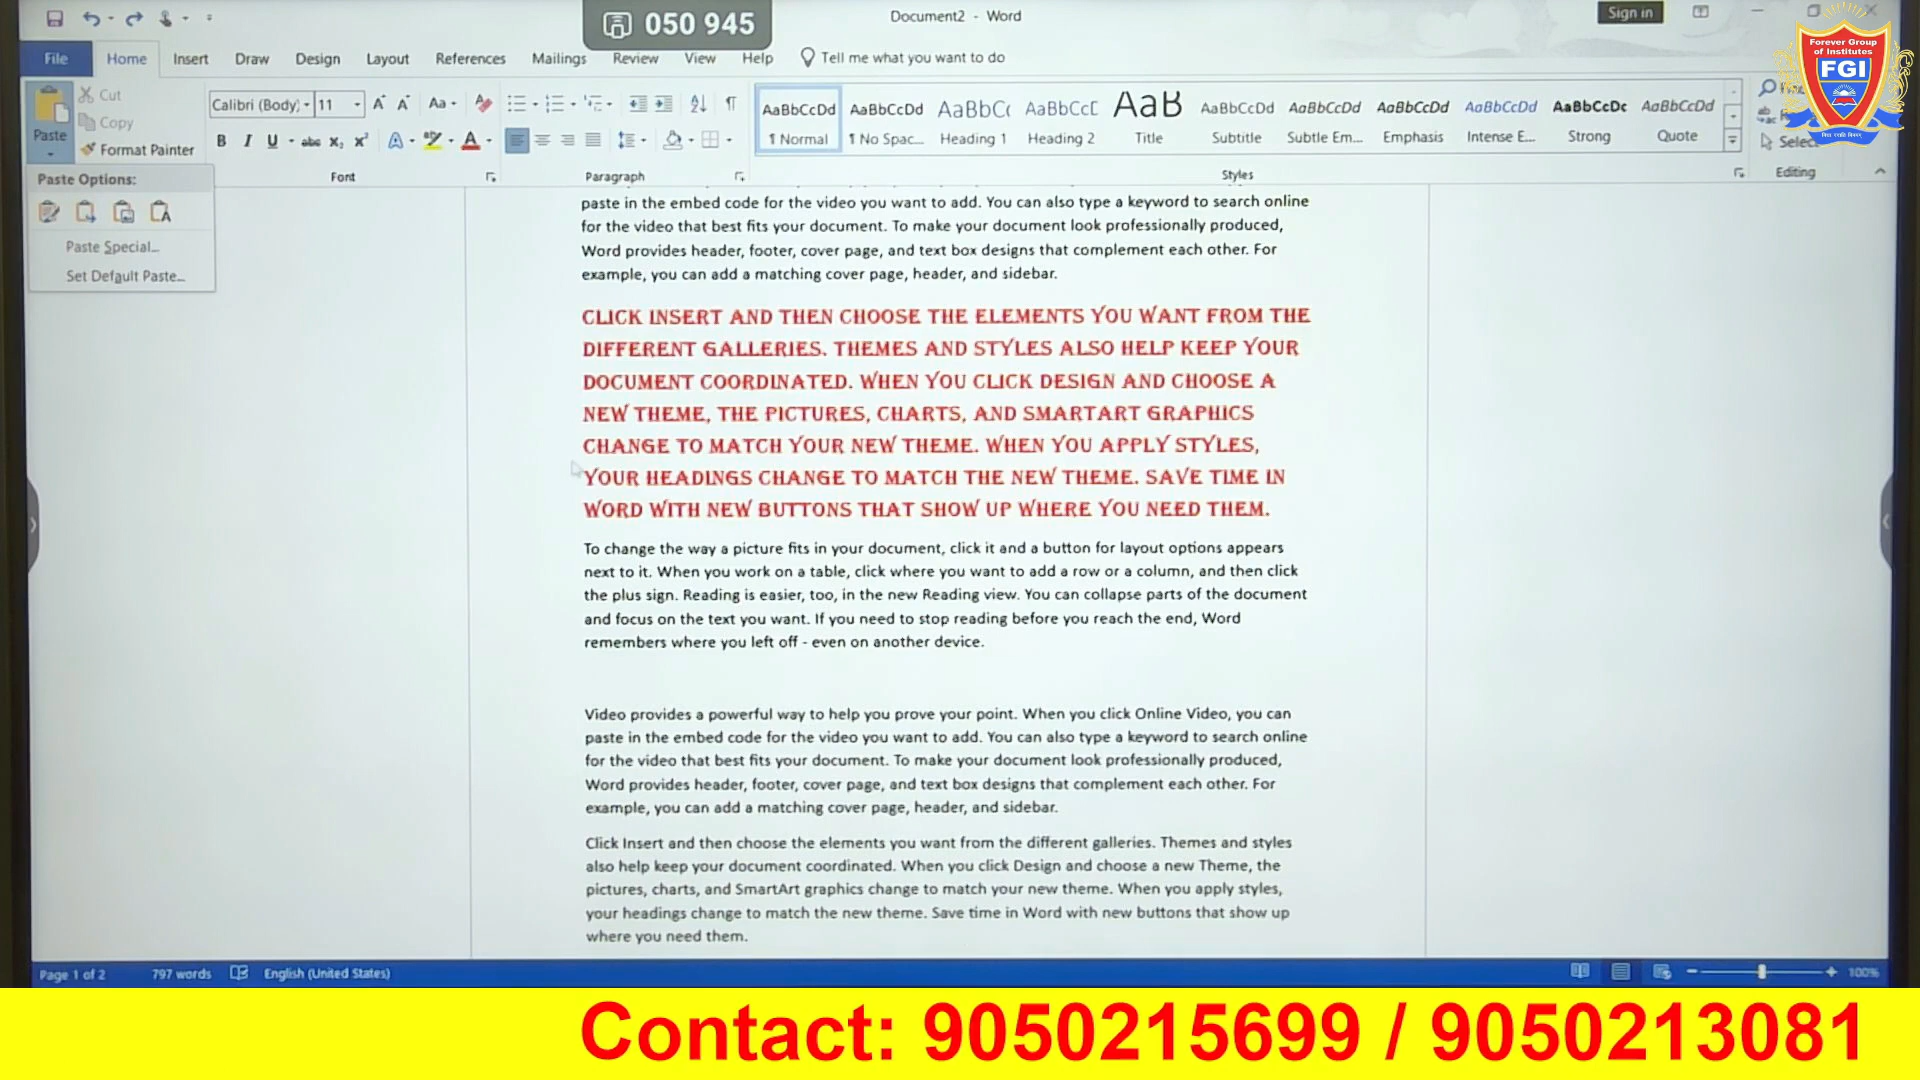 050 945
Document2 - Word
Sign in
File Home Insert Draw Design Layout References Mailings Review View Help Tell me what you want to do
Forever Group
of Institutes
FGI
Cut
Copy
Paste
Format Painter
Calibri (Body) 11
AaBbCcDd AaBbCcDd AaBbC( AaBbCcC AaB AaBbCcDd AaBbCcDd AaBbCcDd AaBbCcDd AaBbCcDc AaBbCcDd
¶ Normal ¶ No Spac... Heading 1 Heading 2 Title Subtitle Subtle Em... Emphasis Intense E... Strong Quote
Select
Font Paragraph Styles Editing
Paste Options:
Paste Special...
Set Default Paste...
paste in the embed code for the video you want to add. You can also type a keyword to search online
for the video that best fits your document. To make your document look professionally produced,
Word provides header, footer, cover page, and text box designs that complement each other. For
example, you can add a matching cover page, header, and sidebar.
CLICK INSERT AND THEN CHOOSE THE ELEMENTS YOU WANT FROM THE
DIFFERENT GALLERIES. THEMES AND STYLES ALSO HELP KEEP YOUR
DOCUMENT COORDINATED. WHEN YOU CLICK DESIGN AND CHOOSE A
NEW THEME, THE PICTURES, CHARTS, AND SMARTART GRAPHICS
CHANGE TO MATCH YOUR NEW THEME. WHEN YOU APPLY STYLES,
YOUR HEADINGS CHANGE TO MATCH THE NEW THEME. SAVE TIME IN
WORD WITH NEW BUTTONS THAT SHOW UP WHERE YOU NEED THEM.
To change the way a picture fits in your document, click it and a button for layout options appears
next to it. When you work on a table, click where you want to add a row or a column, and then click
the plus sign. Reading is easier, too, in the new Reading view. You can collapse parts of the document
and focus on the text you want. If you need to stop reading before you reach the end, Word
remembers where you left off - even on another device.
Video provides a powerful way to help you prove your point. When you click Online Video, you can
paste in the embed code for the video you want to add. You can also type a keyword to search online
for the video that best fits your document. To make your document look professionally produced,
Word provides header, footer, cover page, and text box designs that complement each other. For
example, you can add a matching cover page, header, and sidebar.
Click Insert and then choose the elements you want from the different galleries. Themes and styles
also help keep your document coordinated. When you click Design and choose a new Theme, the
pictures, charts, and SmartArt graphics change to match your new theme. When you apply styles,
your headings change to match the new theme. Save time in Word with new buttons that show up
where you need them.
Page 1 of 2 797 words English (United States) 100%
Contact: 9050215699 / 9050213081